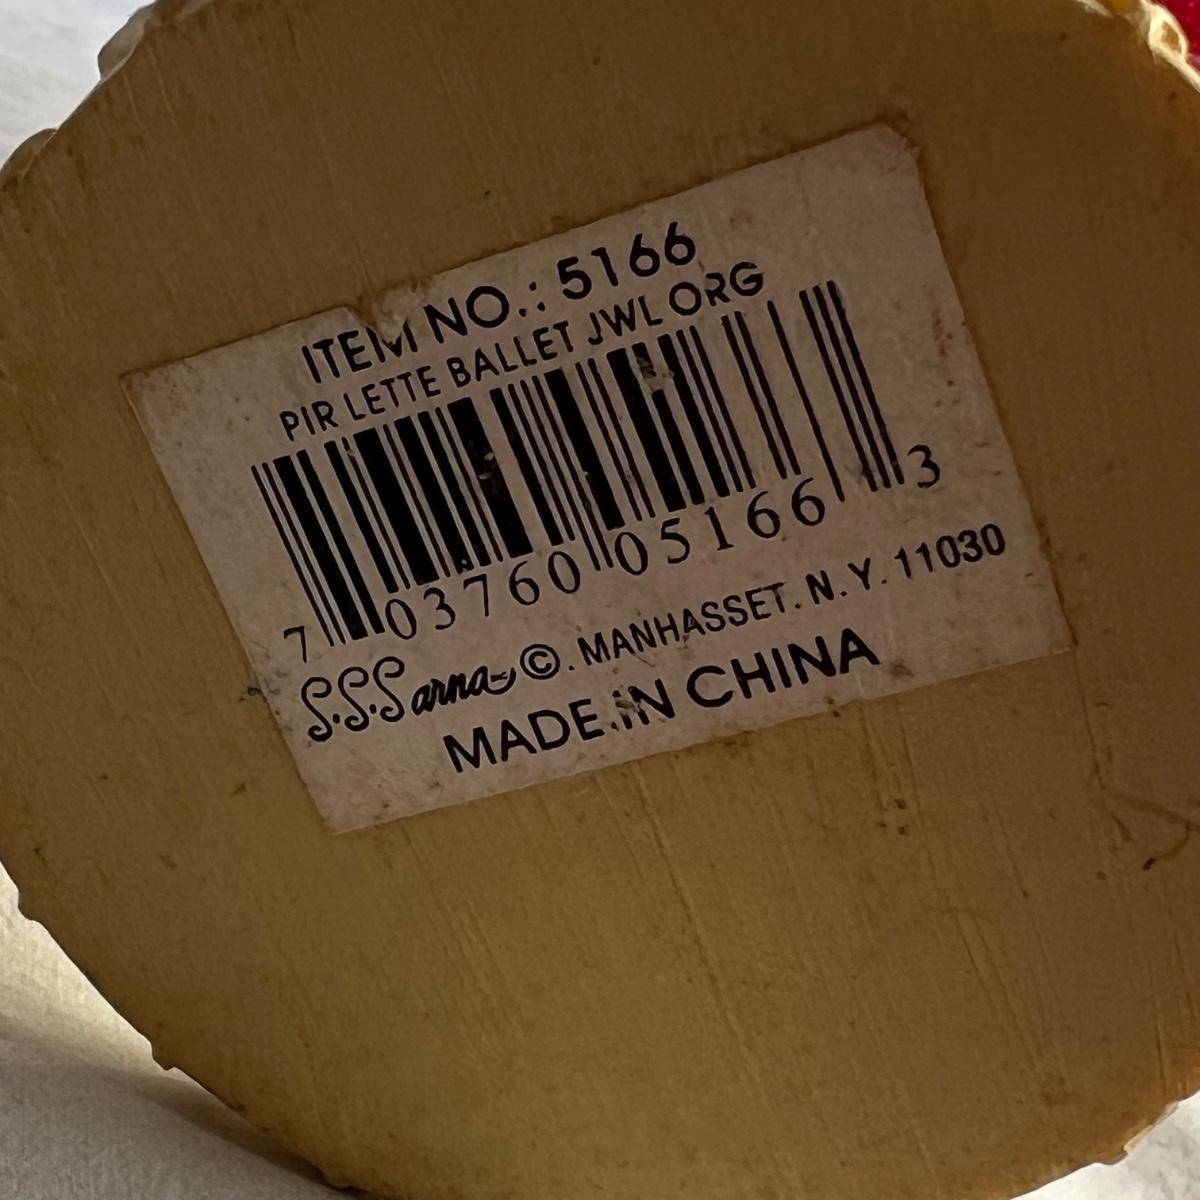 ITEM NO.: 5166
PIR LETTE BALLET JWL ORG
7 03760 05166 3
S.S.Sarna ©. MANHASSET. N.Y. 11030
MADE IN CHINA